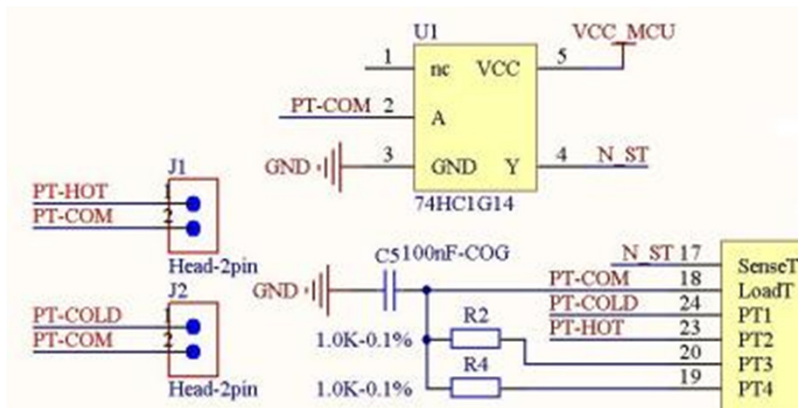 U1
VCC_MCU
1 nc VCC 5
PT-COM 2 A
GND 3 GND Y 4 N_ST
74HC1G14
J1
PT-HOT 1
PT-COM 2
Head-2pin
J2
PT-COLD 1
PT-COM 2
Head-2pin
C5 100nF-COG
GND
N_ST 17 SenseT
PT-COM 18 LoadT
PT-COLD 24 PT1
PT-HOT 23 PT2
R2
1.0K-0.1%
20 PT3
R4
1.0K-0.1%
19 PT4